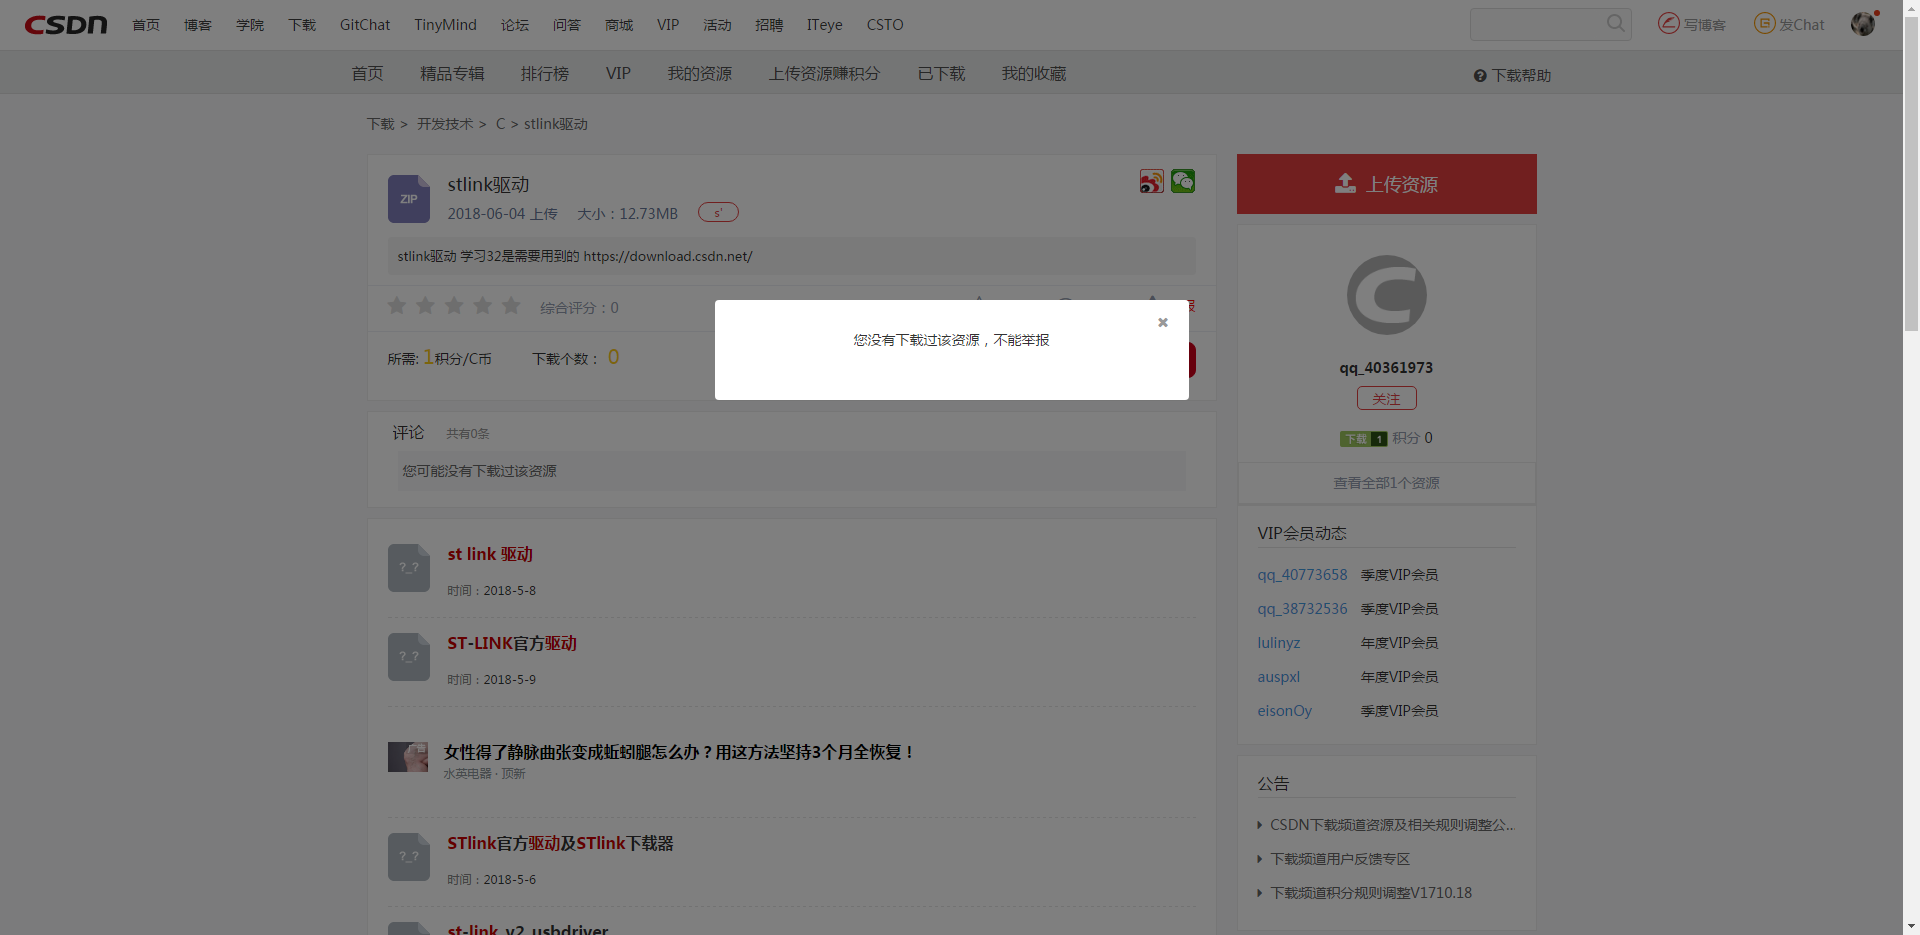 CSDN 首页 博客 学院 下载 GitChat TinyMind 论坛 问答 商城 VIP 活动 招聘 ITeye CSTO 写博客 发Chat
首页 精品专辑 排行榜 VIP 我的资源 上传资源赚积分 已下载 我的收藏 下载帮助
下载 > 开发技术 > C > stlink驱动
ZIP
stlink驱动
2018-06-04 上传 大小：12.73MB s'
stlink驱动 学习32是需要用到的 https://download.csdn.net/
综合评分：0
所需: 1积分/C币 下载个数： 0
您没有下载过该资源，不能举报
评论 共有0条
您可能没有下载过该资源
?_?
st link 驱动
时间：2018-5-8
?_?
ST-LINK官方驱动
时间：2018-5-9
广告
女性得了静脉曲张变成蚯蚓腿怎么办？用这方法坚持3个月全恢复！
水英电器 · 顶新
?_?
STlink官方驱动及STlink下载器
时间：2018-5-6
st-link_v2_usbdriver
上传资源
qq_40361973
关注
下载 1 积分 0
查看全部1个资源
VIP会员动态
qq_40773658 季度VIP会员
qq_38732536 季度VIP会员
lulinyz 年度VIP会员
auspxl 年度VIP会员
eisonOy 季度VIP会员
公告
CSDN下载频道资源及相关规则调整公...
下载频道用户反馈专区
下载频道积分规则调整V1710.18